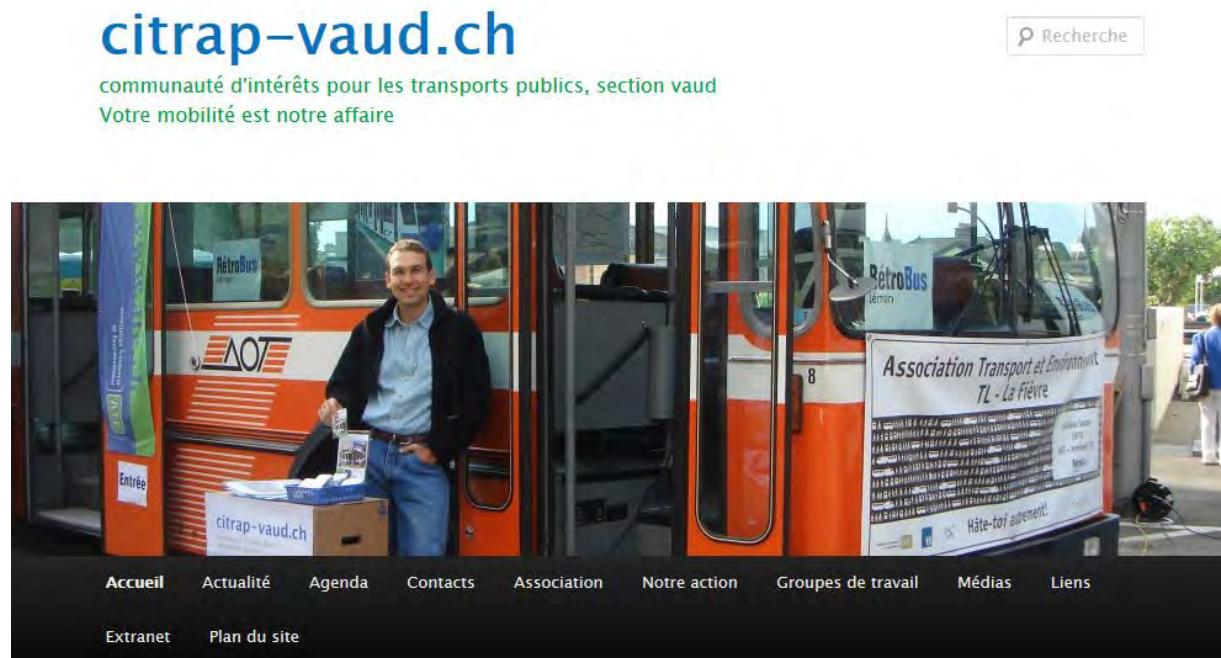 citrap–vaud.ch
Recherche
communauté d'intérêts pour les transports publics, section vaud
Votre mobilité est notre affaire
RétroBus
Léman
RétroBus
Léman
Association Transport et Environnement
TL - La Fièvre
8
Entrée
citrap-vaud.ch
Hâte-toi autrement!
Accueil Actualité Agenda Contacts Association Notre action Groupes de travail Médias Liens
Extranet Plan du site